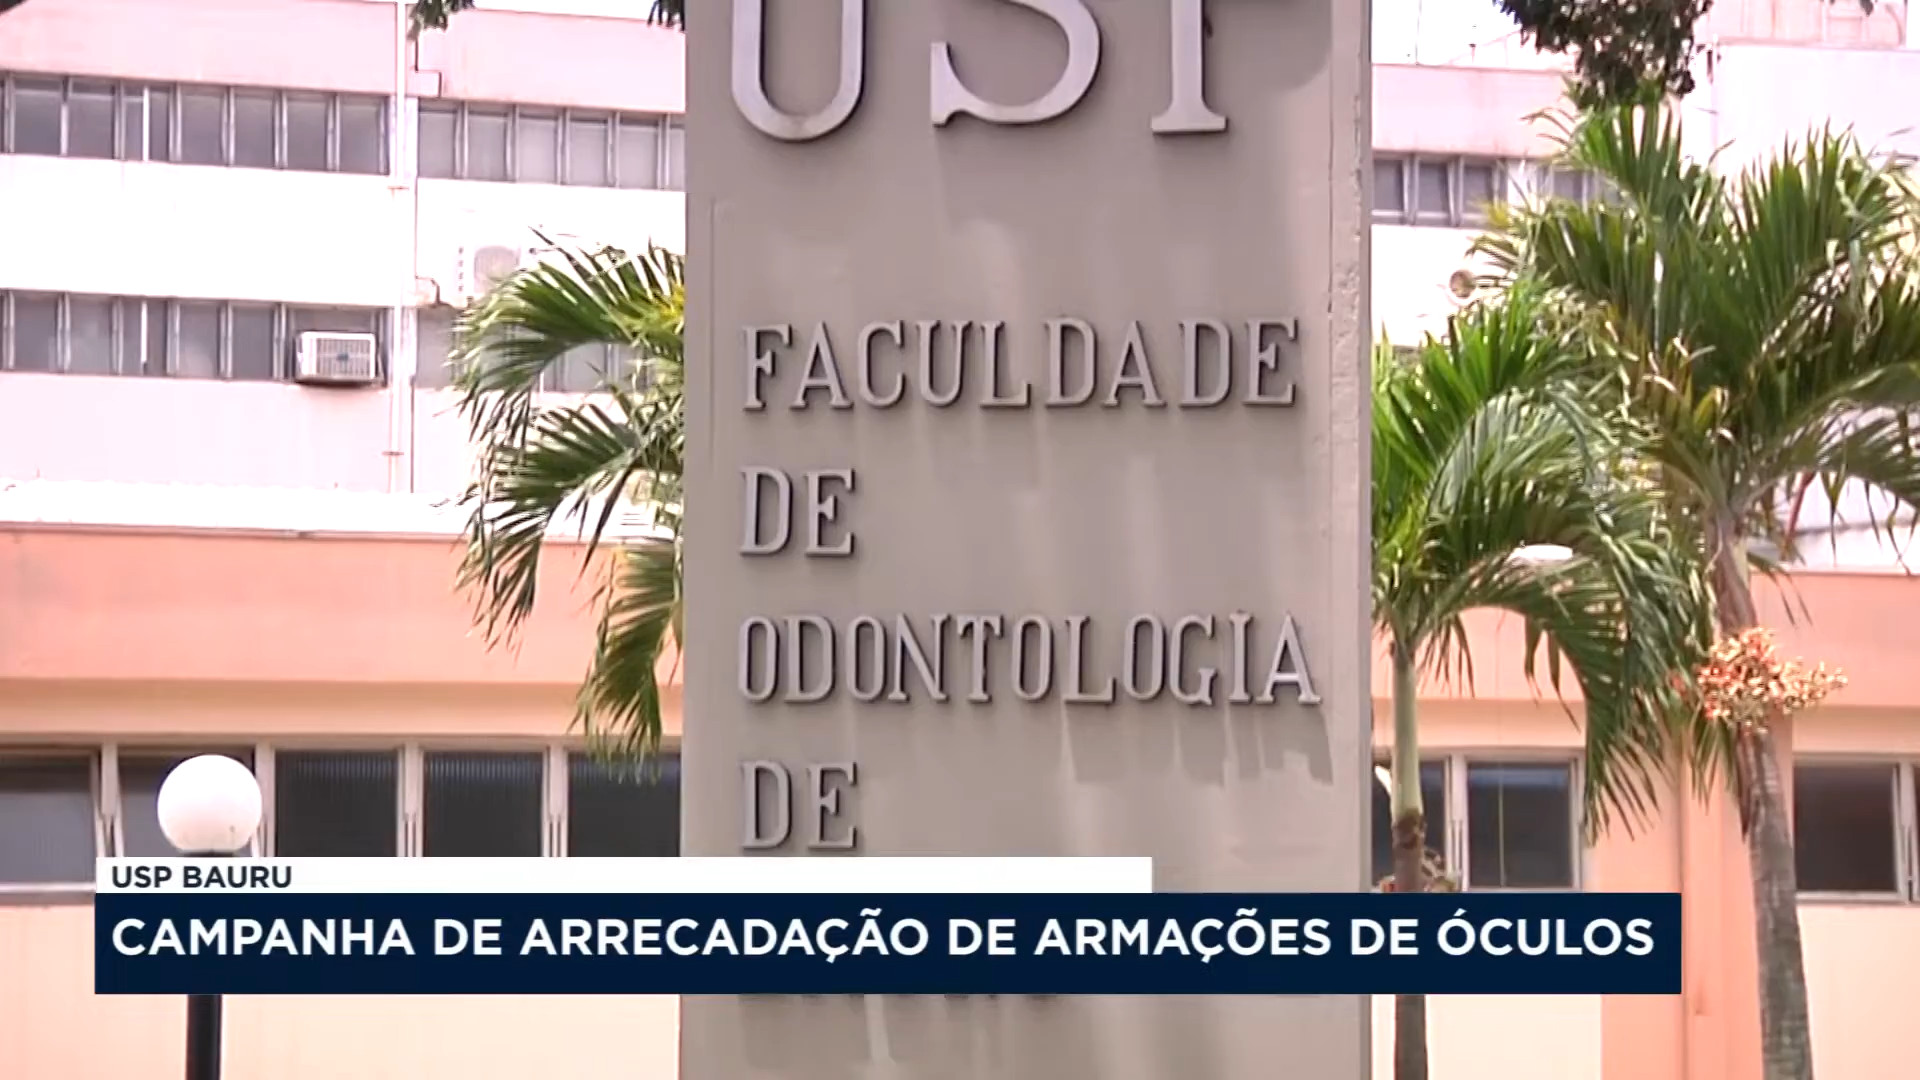 USP
FACULDADE
DE
ODONTOLOGIA
DE
USP BAURU
CAMPANHA DE ARRECADAÇÃO DE ARMAÇÕES DE ÓCULOS